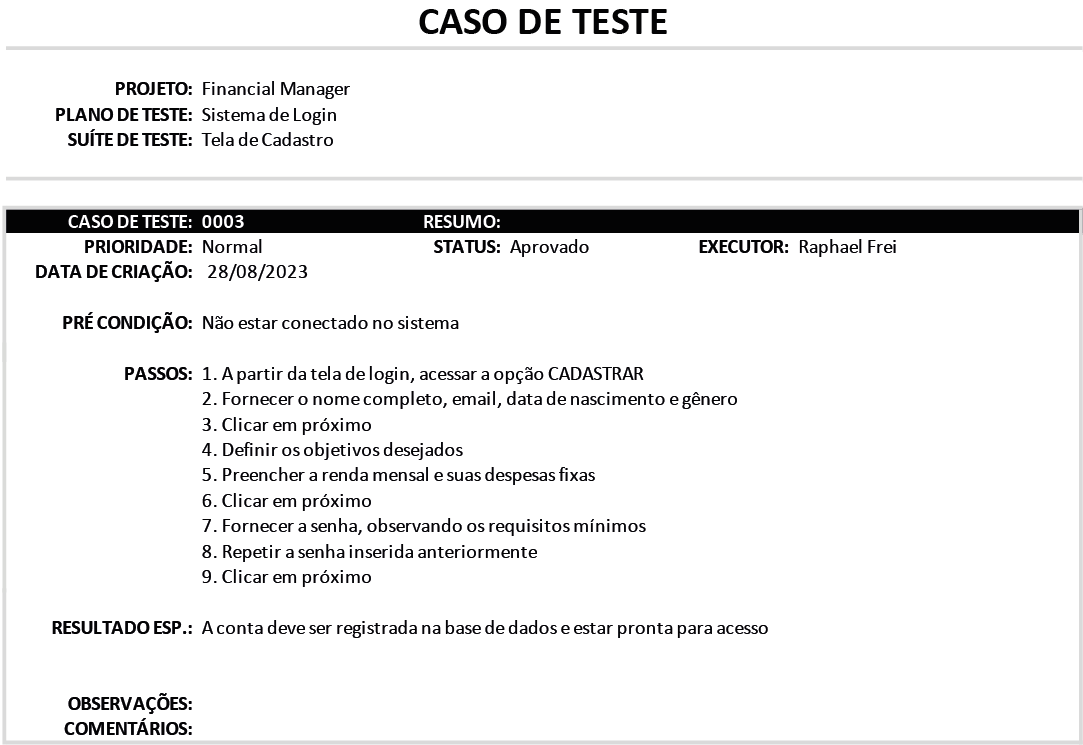 CASO DE TESTE
PROJETO: Financial Manager
PLANO DE TESTE: Sistema de Login
SUÍTE DE TESTE: Tela de Cadastro
CASO DE TESTE: 0003 RESUMO:
PRIORIDADE: Normal STATUS: Aprovado EXECUTOR: Raphael Frei
DATA DE CRIAÇÃO: 28/08/2023
PRÉ CONDIÇÃO: Não estar conectado no sistema
PASSOS: 1. A partir da tela de login, acessar a opção CADASTRAR
2. Fornecer o nome completo, email, data de nascimento e gênero
3. Clicar em próximo
4. Definir os objetivos desejados
5. Preencher a renda mensal e suas despesas fixas
6. Clicar em próximo
7. Fornecer a senha, observando os requisitos mínimos
8. Repetir a senha inserida anteriormente
9. Clicar em próximo
RESULTADO ESP.: A conta deve ser registrada na base de dados e estar pronta para acesso
OBSERVAÇÕES:
COMENTÁRIOS: